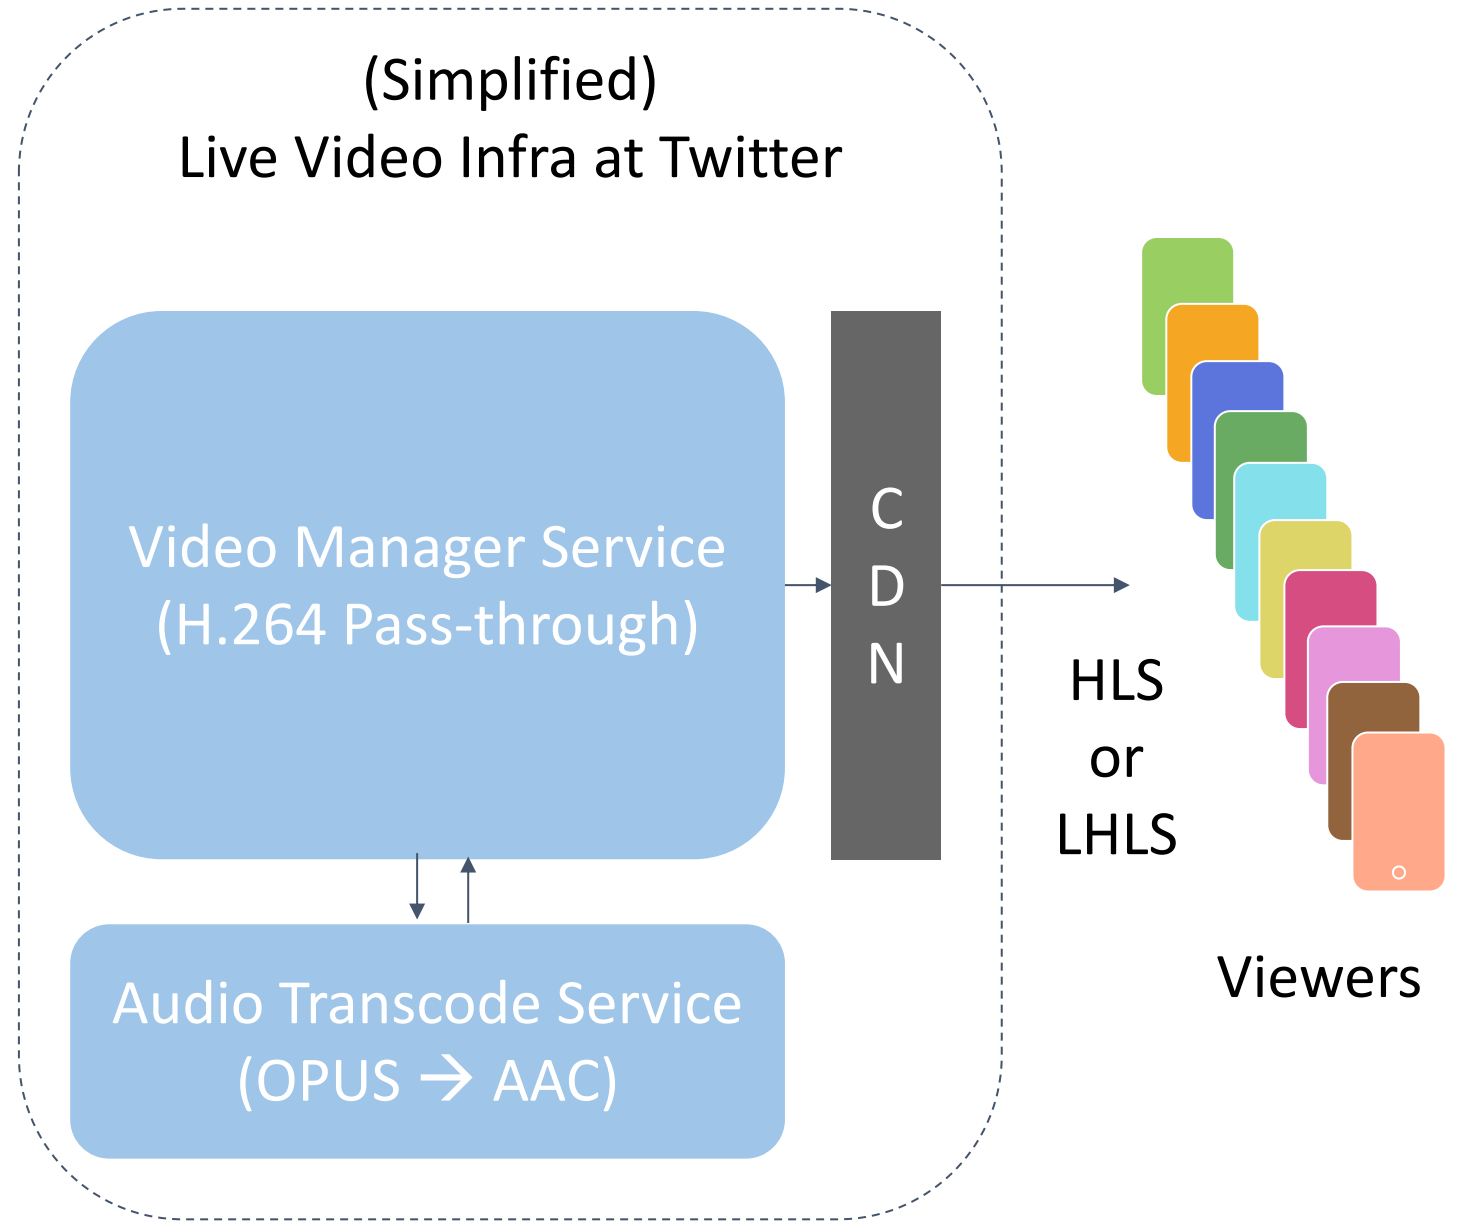 (Simplified)
Live Video Infra at Twitter
Video Manager Service
(H.264 Pass-through)
C
D
N
HLS
or
LHLS
Viewers
Audio Transcode Service
(OPUS → AAC)